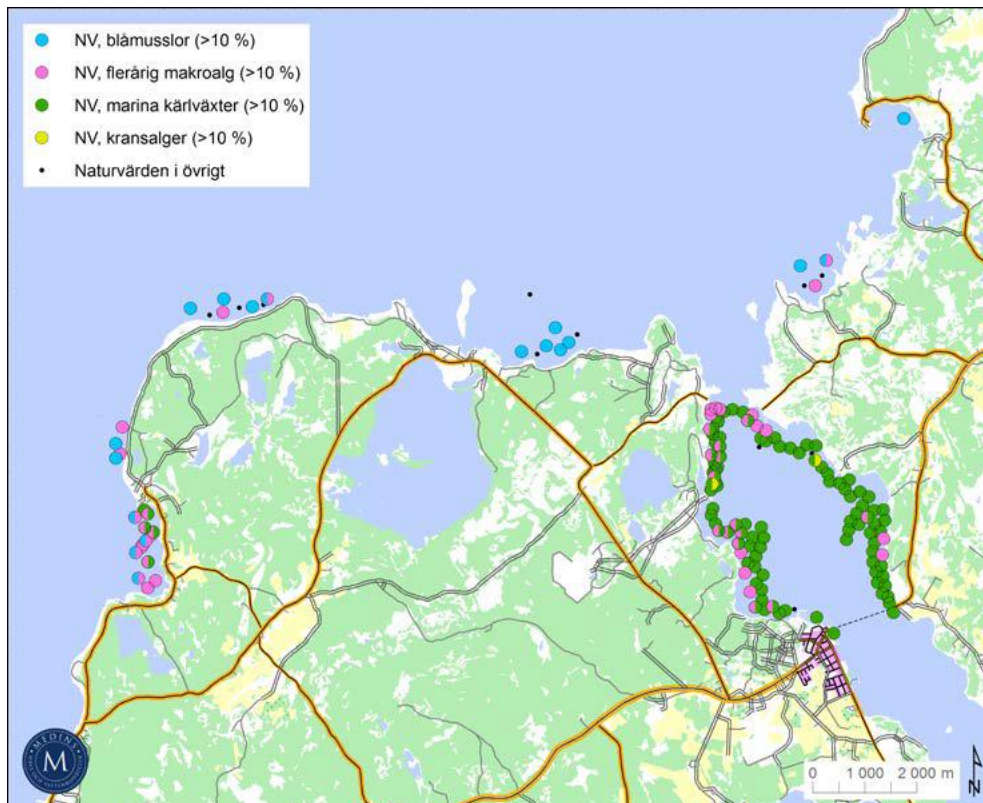 NV, blåmusslor (>10 %)
NV, flerårig makroalg (>10 %)
NV, marina kärlväxter (>10 %)
NV, kransalger (>10 %)
Naturvärden i övrigt
MEDINS
M
0 1 000 2 000 m
N